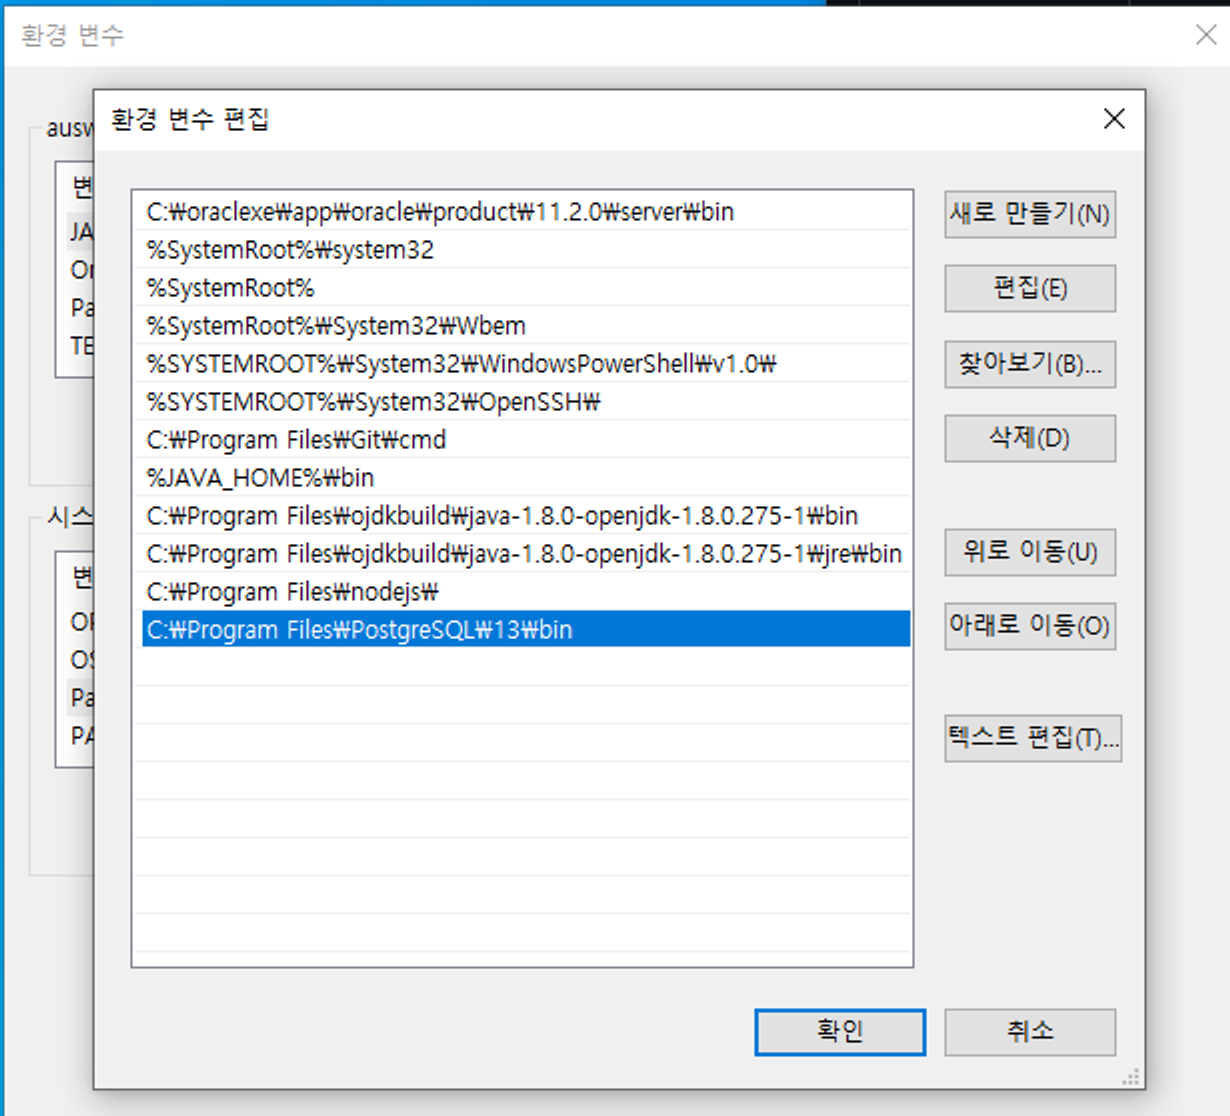 환경 변수
환경 변수 편집
C:₩oraclexe₩app₩oracle₩product₩11.2.0₩server₩bin
%SystemRoot%₩system32
%SystemRoot%
%SystemRoot%₩System32₩Wbem
%SYSTEMROOT%₩System32₩WindowsPowerShell₩v1.0₩
%SYSTEMROOT%₩System32₩OpenSSH₩
C:₩Program Files₩Git₩cmd
%JAVA_HOME%₩bin
C:₩Program Files₩ojdkbuild₩java-1.8.0-openjdk-1.8.0.275-1₩bin
C:₩Program Files₩ojdkbuild₩java-1.8.0-openjdk-1.8.0.275-1₩jre₩bin
C:₩Program Files₩nodejs₩
C:₩Program Files₩PostgreSQL₩13₩bin
새로 만들기(N)
편집(E)
찾아보기(B)...
삭제(D)
위로 이동(U)
아래로 이동(O)
텍스트 편집(T)...
확인
취소
시스
변
JA
Pa
TE
변
Pa